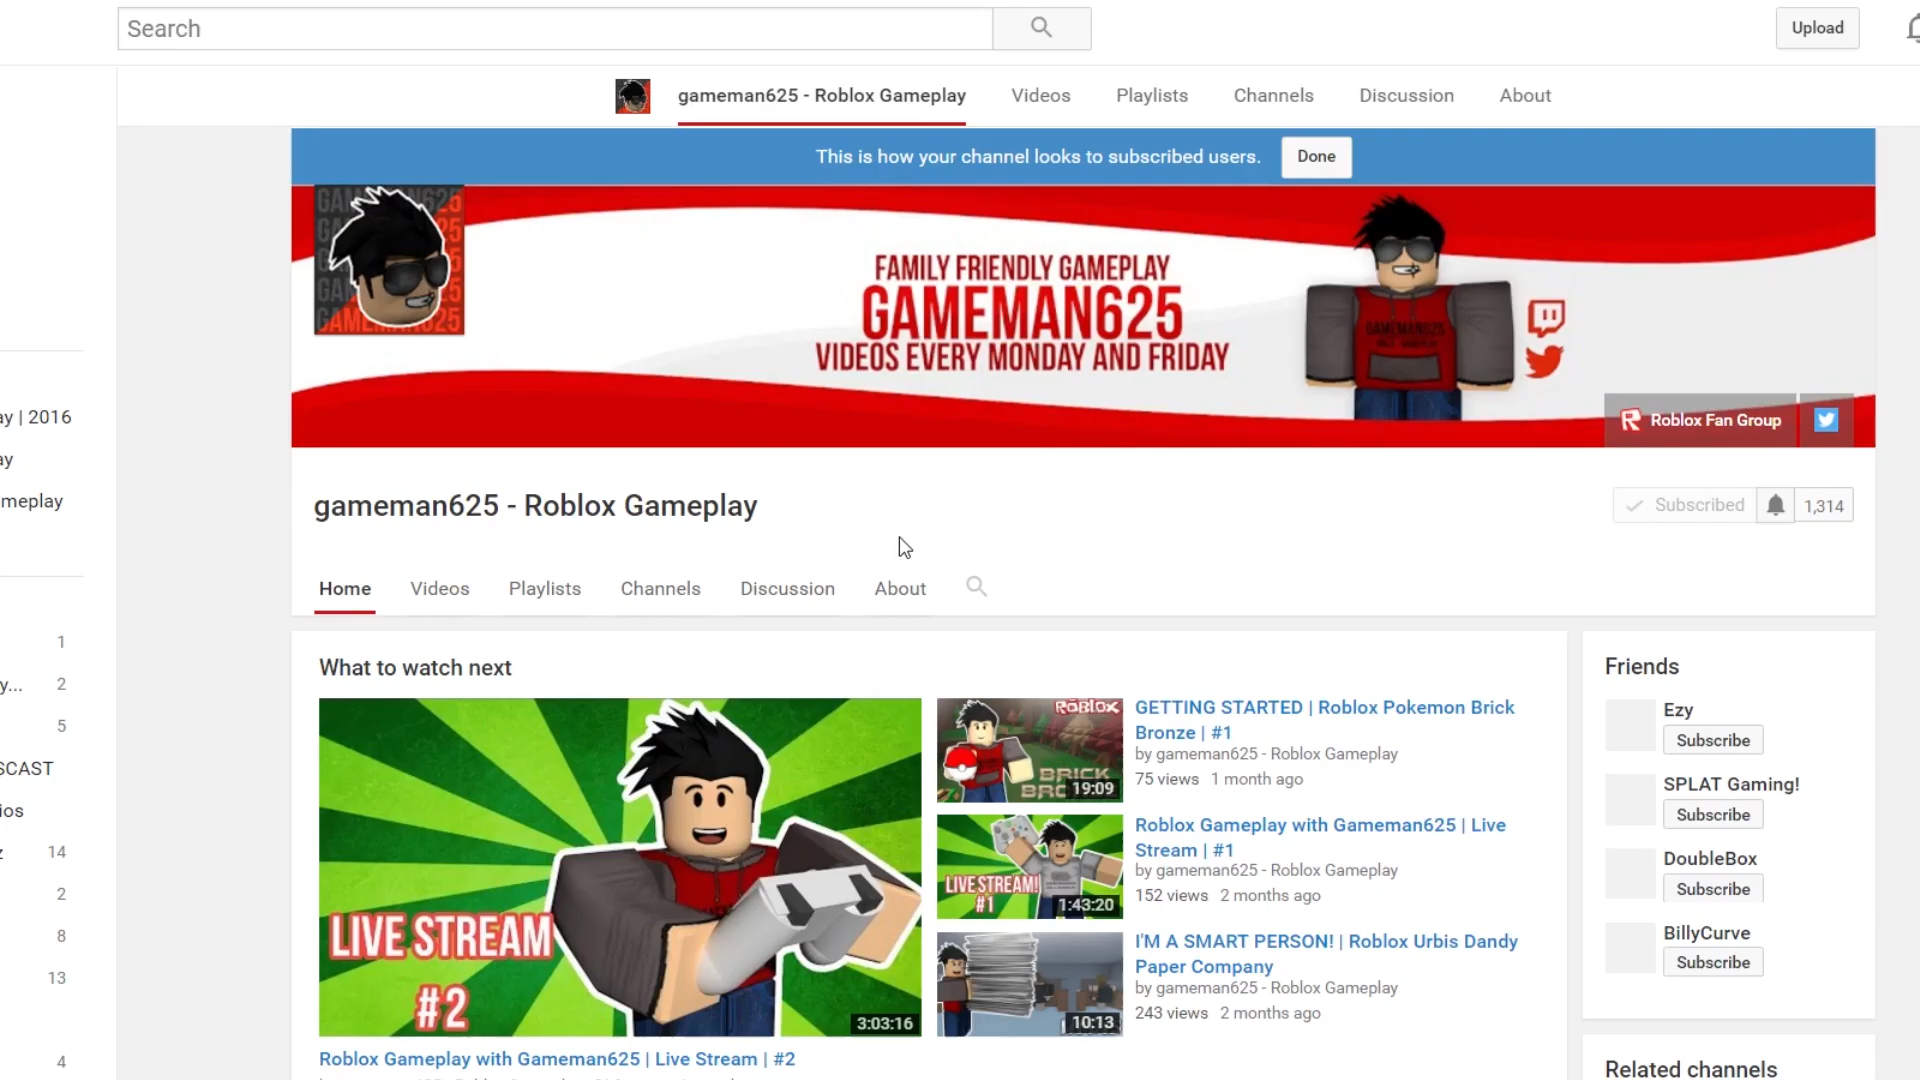 Search
Upload
gameman625 - Roblox Gameplay
Videos
Playlists
Channels
Discussion
About
This is how your channel looks to subscribed users.
Done
FAMILY FRIENDLY GAMEPLAY
GAMEMAN625
VIDEOS EVERY MONDAY AND FRIDAY
Roblox Fan Group
gameman625 - Roblox Gameplay
Subscribed
1,314
Home
Videos
Playlists
Channels
Discussion
About
ay | 2016
ay
meplay
1
y... 2
5
SCAST
ios
z 14
2
8
13
4
What to watch next
LIVE STREAM
#2
3:03:16
Roblox Gameplay with Gameman625 | Live Stream | #2
ROBLOX
BRICK
19:09
GETTING STARTED | Roblox Pokemon Brick
Bronze | #1
by gameman625 - Roblox Gameplay
75 views 1 month ago
LIVE STREAM!
#1
1:43:20
Roblox Gameplay with Gameman625 | Live
Stream | #1
by gameman625 - Roblox Gameplay
152 views 2 months ago
10:13
I'M A SMART PERSON! | Roblox Urbis Dandy
Paper Company
by gameman625 - Roblox Gameplay
243 views 2 months ago
Friends
Ezy
Subscribe
SPLAT Gaming!
Subscribe
DoubleBox
Subscribe
BillyCurve
Subscribe
Related channels